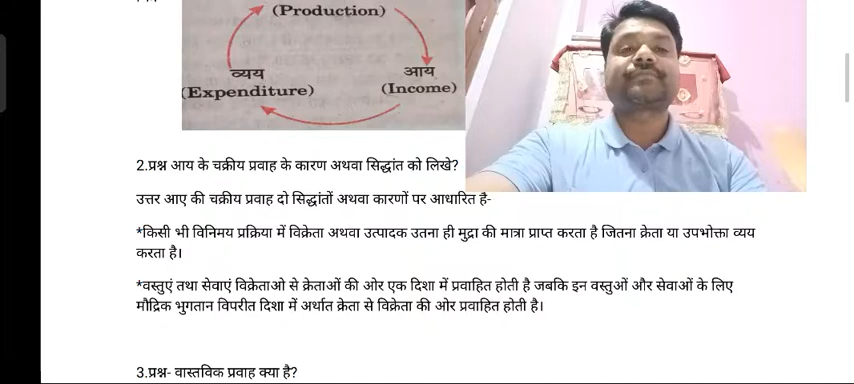 (Production)
व्यय
(Expenditure)
आय
(Income)
2.प्रश्न आय के चक्रीय प्रवाह के कारण अथवा सिद्धांत को लिखे?
उत्तर आए की चक्रीय प्रवाह दो सिद्धांतों अथवा कारणों पर आधारित है-
*किसी भी विनिमय प्रक्रिया में विक्रेता अथवा उत्पादक उतना ही मुद्रा की मात्रा प्राप्त करता है जितना क्रेता या उपभोक्ता व्यय
करता है।
*वस्तुएं तथा सेवाएं विक्रेताओ से क्रेताओं की ओर एक दिशा में प्रवाहित होती है जबकि इन वस्तुओं और सेवाओं के लिए
मौद्रिक भुगतान विपरीत दिशा में अर्थात क्रेता से विक्रेता की ओर प्रवाहित होती है।
3.प्रश्न- वास्तविक प्रवाह क्या है?